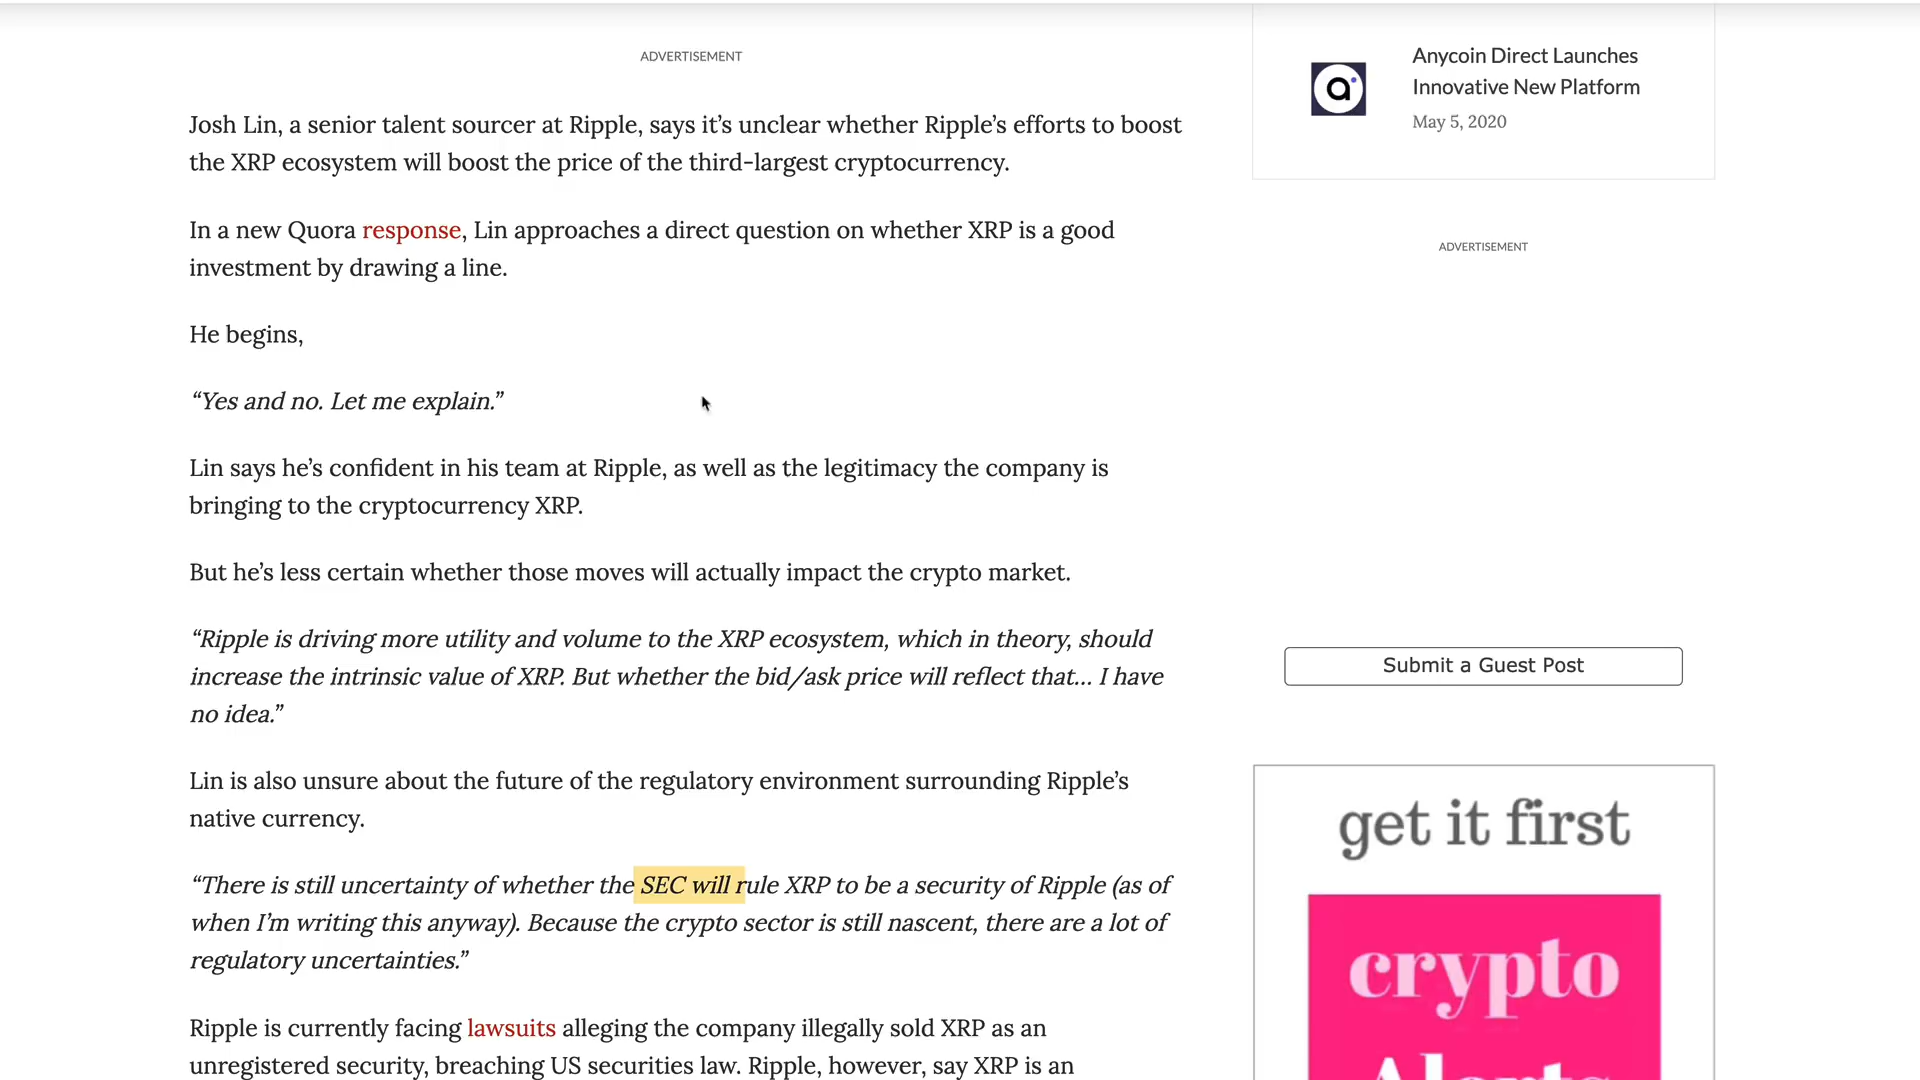 ADVERTISEMENT
Josh Lin, a senior talent sourcer at Ripple, says it’s unclear whether Ripple’s efforts to boost
the XRP ecosystem will boost the price of the third-largest cryptocurrency.
In a new Quora response, Lin approaches a direct question on whether XRP is a good
investment by drawing a line.
He begins,
“Yes and no. Let me explain.”
Lin says he’s confident in his team at Ripple, as well as the legitimacy the company is
bringing to the cryptocurrency XRP.
But he’s less certain whether those moves will actually impact the crypto market.
“Ripple is driving more utility and volume to the XRP ecosystem, which in theory, should
increase the intrinsic value of XRP. But whether the bid/ask price will reflect that… I have
no idea.”
Lin is also unsure about the future of the regulatory environment surrounding Ripple’s
native currency.
“There is still uncertainty of whether the SEC will rule XRP to be a security of Ripple (as of
when I’m writing this anyway). Because the crypto sector is still nascent, there are a lot of
regulatory uncertainties.”
Ripple is currently facing lawsuits alleging the company illegally sold XRP as an
unregistered security, breaching US securities law. Ripple, however, say XRP is an
a
Anycoin Direct Launches
Innovative New Platform
May 5, 2020
ADVERTISEMENT
Submit a Guest Post
get it first
crypto
Alerts